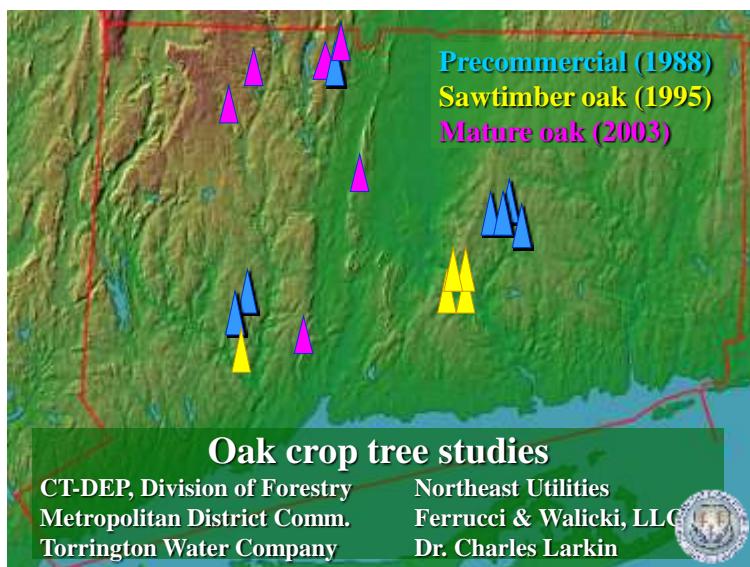 Precommercial (1988)
Sawtimber oak (1995)
Mature oak (2003)
Oak crop tree studies
CT-DEP, Division of Forestry
Metropolitan District Comm.
Torrington Water Company
Northeast Utilities
Ferrucci & Walicki, LLC
Dr. Charles Larkin